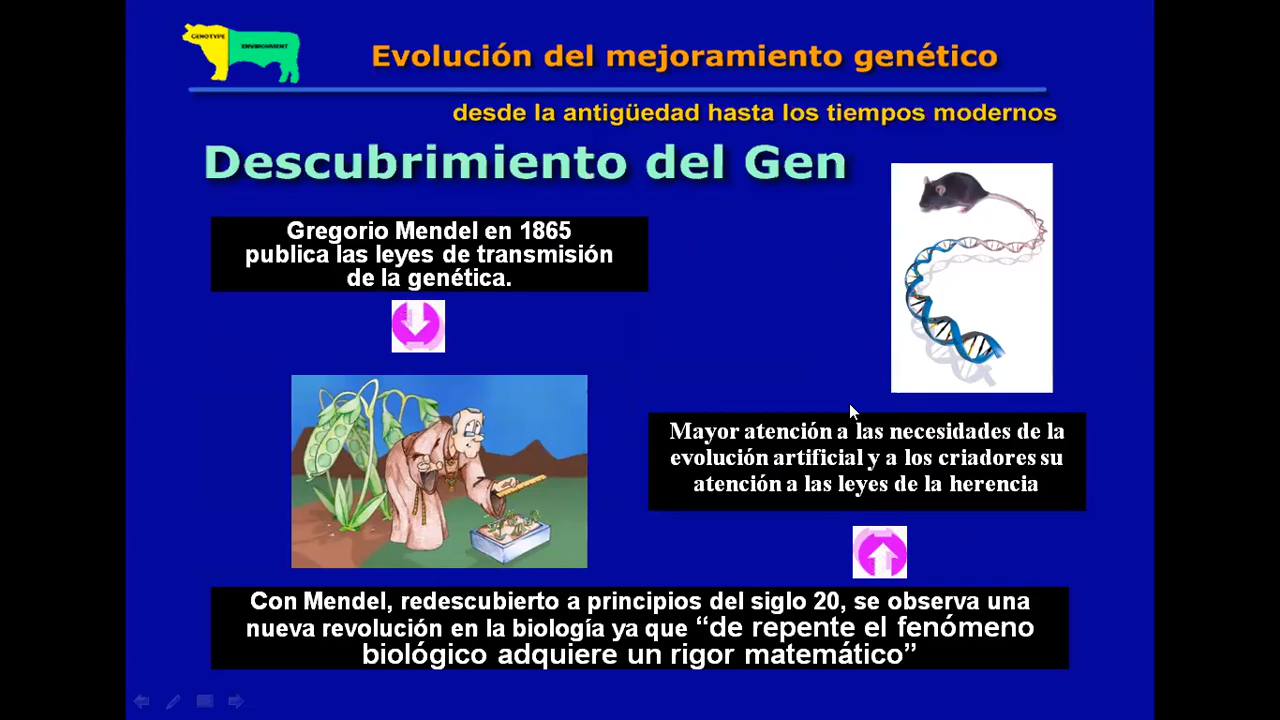 GENOTYPE
ENVIRONMENT
Evolución del mejoramiento genético
desde la antigüedad hasta los tiempos modernos
Descubrimiento del Gen
Gregorio Mendel en 1865
publica las leyes de transmisión
de la genética.
Mayor atención a las necesidades de la
evolución artificial y a los criadores su
atención a las leyes de la herencia
Con Mendel, redescubierto a principios del siglo 20, se observa una
nueva revolución en la biología ya que “de repente el fenómeno
biológico adquiere un rigor matemático”